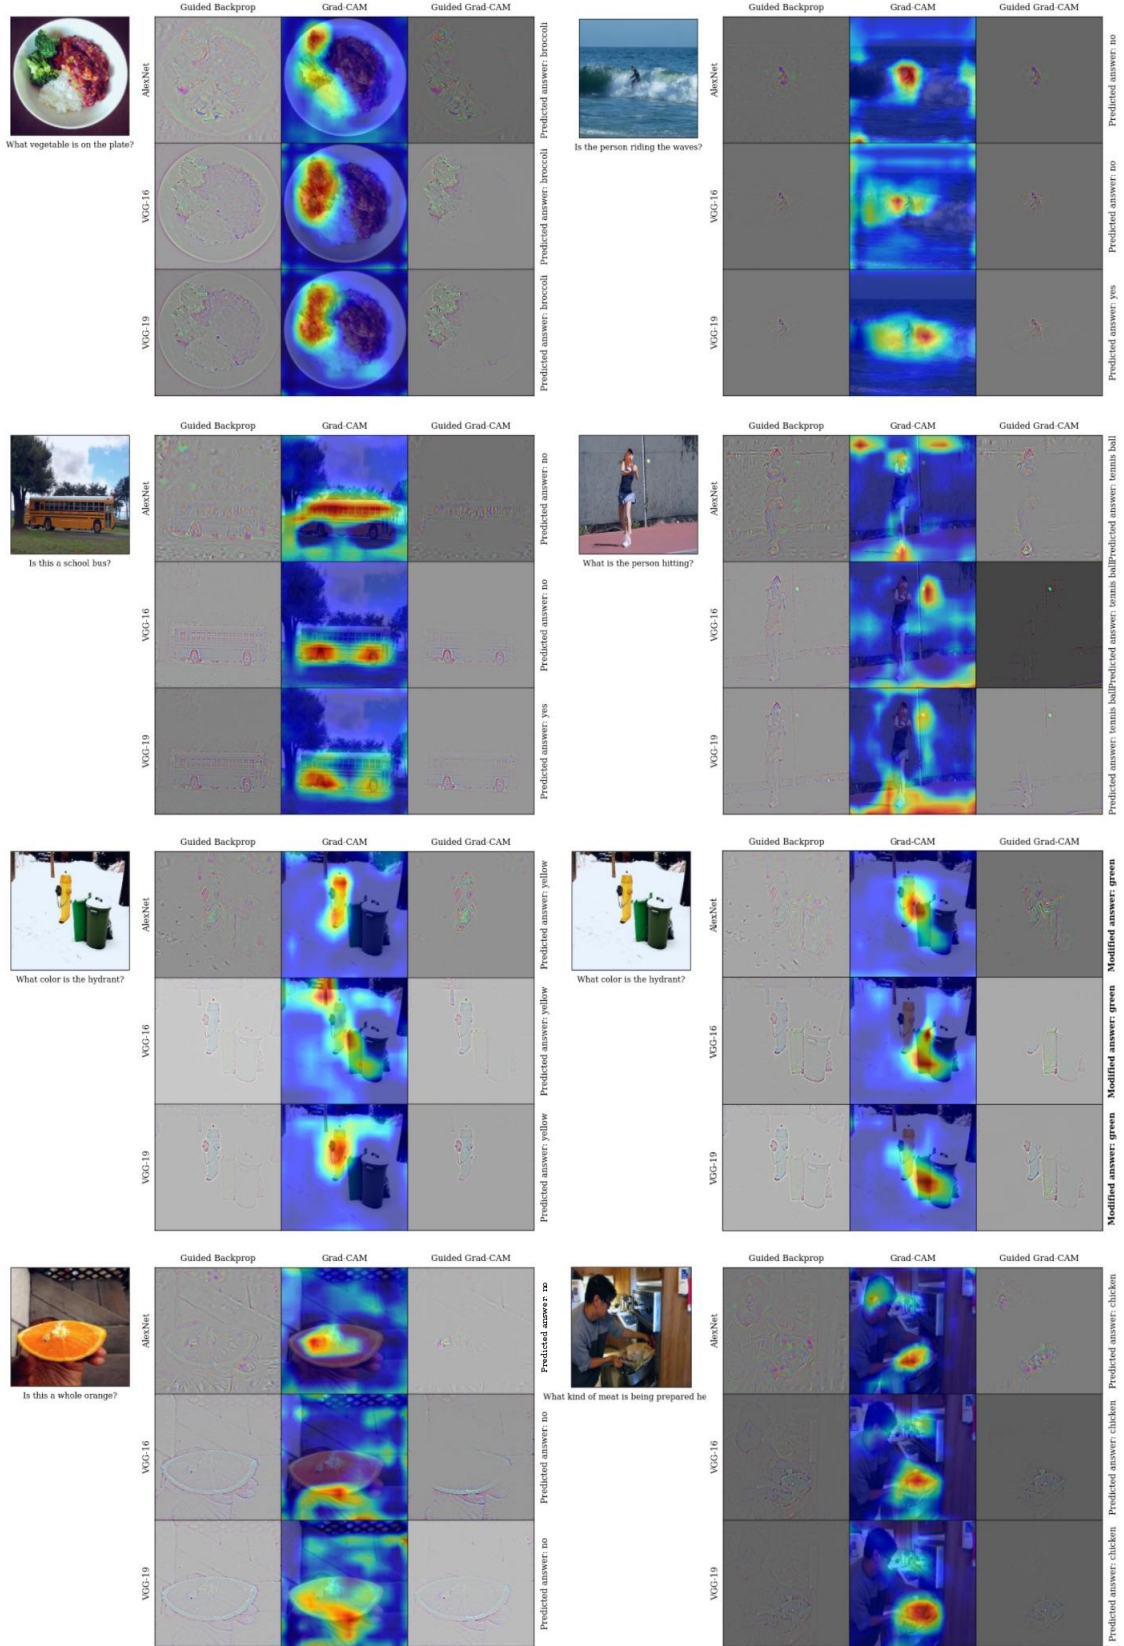 Guided Backprop Grad-CAM Guided Grad-CAM
What vegetable is on the plate?
AlexNet
Predicted answer: broccoli
VGG-16
Predicted answer: broccoli
VGG-19
Predicted answer: broccoli
Guided Backprop Grad-CAM Guided Grad-CAM
Is the person riding the waves?
AlexNet
Predicted answer: no
VGG-16
Predicted answer: no
VGG-19
Predicted answer: yes
Guided Backprop Grad-CAM Guided Grad-CAM
Is this a school bus?
AlexNet
Predicted answer: no
VGG-16
Predicted answer: no
VGG-19
Predicted answer: yes
Guided Backprop Grad-CAM Guided Grad-CAM
What is the person hitting?
AlexNet
Predicted answer: tennis ball
VGG-16
Predicted answer: tennis ball
VGG-19
Predicted answer: tennis ball
Guided Backprop Grad-CAM Guided Grad-CAM
What color is the hydrant?
AlexNet
Predicted answer: yellow
VGG-16
Predicted answer: yellow
VGG-19
Predicted answer: yellow
Guided Backprop Grad-CAM Guided Grad-CAM
What color is the hydrant?
AlexNet
Modified answer: green
VGG-16
Modified answer: green
VGG-19
Modified answer: green
Guided Backprop Grad-CAM Guided Grad-CAM
Is this a whole orange?
AlexNet
Predicted answer: no
VGG-16
Predicted answer: no
VGG-19
Predicted answer: no
Guided Backprop Grad-CAM Guided Grad-CAM
What kind of meat is being prepared he
AlexNet
Predicted answer: chicken
VGG-16
Predicted answer: chicken
VGG-19
Predicted answer: chicken